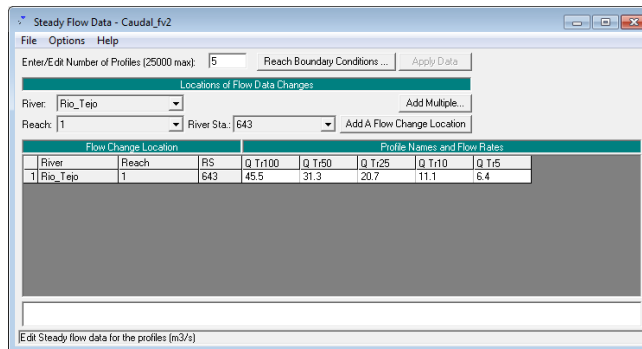 Steady Flow Data - Caudal_fv2
File Options Help
Enter/Edit Number of Profiles (25000 max): 5 Reach Boundary Conditions ... Apply Data
Locations of Flow Data Changes
River: Rio_Tejo Add Multiple...
Reach: 1 River Sta.: 643 Add A Flow Change Location
Flow Change Location Profile Names and Flow Rates
River Reach RS Q Tr100 Q Tr50 Q Tr25 Q Tr10 Q Tr5
1 Rio_Tejo 1 643 45.5 31.3 20.7 11.1 6.4
Edit Steady flow data for the profiles (m3/s)